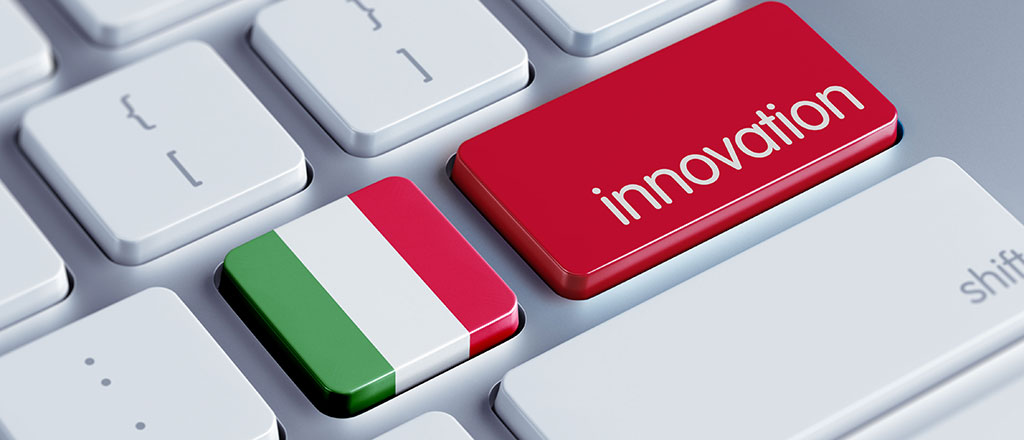 }
]
{
[
innovation
shift
: ;